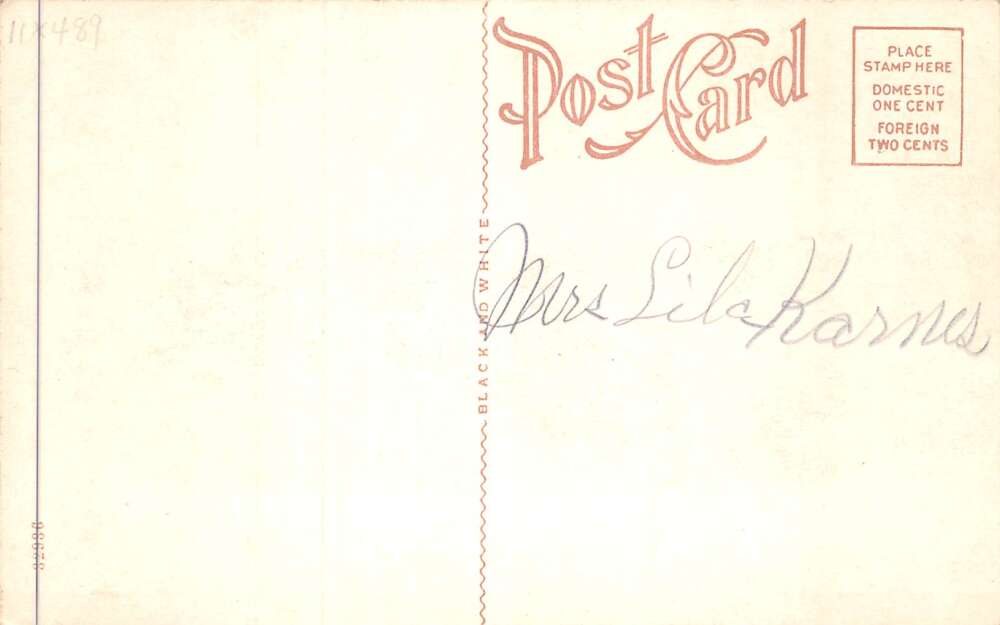 11X489
Post Card
PLACE
STAMP HERE
DOMESTIC
ONE CENT
FOREIGN
TWO CENTS
BLACK AND WHITE
Mrs Lila Karnes
32986